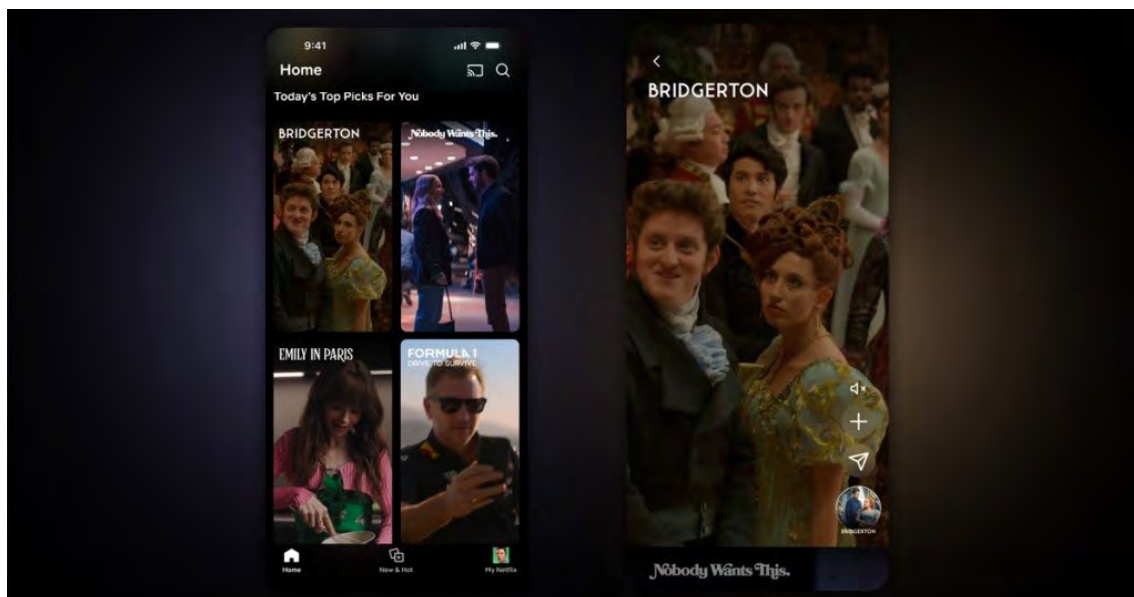 9:41
Home
Today's Top Picks For You
BRIDGERTON
Nobody Wants This.
EMILY IN PARIS
FORMULA 1
DRIVE TO SURVIVE
Home
New & Hot
My Netflix
BRIDGERTON
BRIDGERTON
Nobody Wants This.